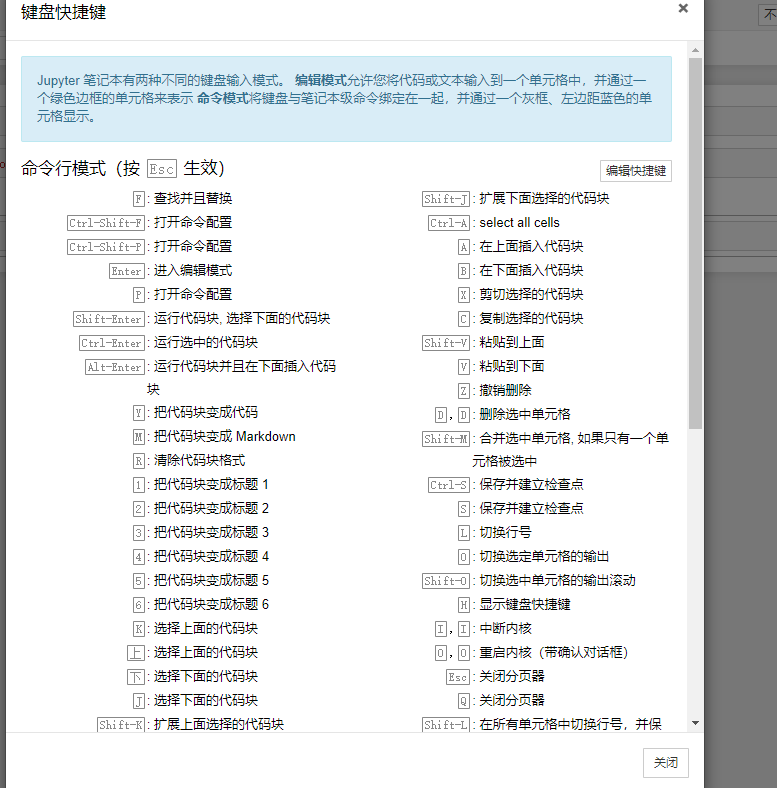 键盘快捷键
×
不
Jupyter 笔记本有两种不同的键盘输入模式。 编辑模式允许您将代码或文本输入到一个单元格中，并通过一
个绿色边框的单元格来表示 命令模式将键盘与笔记本级命令绑定在一起，并通过一个灰框、左边距蓝色的单
元格显示。
命令行模式（按 Esc 生效）
编辑快捷键
F : 查找并且替换
Ctrl-Shift-F : 打开命令配置
Ctrl-Shift-P : 打开命令配置
Enter : 进入编辑模式
P : 打开命令配置
Shift-Enter : 运行代码块, 选择下面的代码块
Ctrl-Enter : 运行选中的代码块
Alt-Enter : 运行代码块并且在下面插入代码
块
Y : 把代码块变成代码
M : 把代码块变成 Markdown
R : 清除代码块格式
1 : 把代码块变成标题 1
2 : 把代码块变成标题 2
3 : 把代码块变成标题 3
4 : 把代码块变成标题 4
5 : 把代码块变成标题 5
6 : 把代码块变成标题 6
K : 选择上面的代码块
上 : 选择上面的代码块
下 : 选择下面的代码块
J : 选择下面的代码块
Shift-K : 扩展上面选择的代码块
Shift-J : 扩展下面选择的代码块
Ctrl-A : select all cells
A : 在上面插入代码块
B : 在下面插入代码块
X : 剪切选择的代码块
C : 复制选择的代码块
Shift-V : 粘贴到上面
V : 粘贴到下面
Z : 撤销删除
D , D : 删除选中单元格
Shift-M : 合并选中单元格, 如果只有一个单
元格被选中
Ctrl-S : 保存并建立检查点
S : 保存并建立检查点
L : 切换行号
O : 切换选定单元格的输出
Shift-O : 切换选中单元格的输出滚动
H : 显示键盘快捷键
I , I : 中断内核
0 , 0 : 重启内核（带确认对话框）
Esc : 关闭分页器
Q : 关闭分页器
Shift-L : 在所有单元格中切换行号，并保
关闭